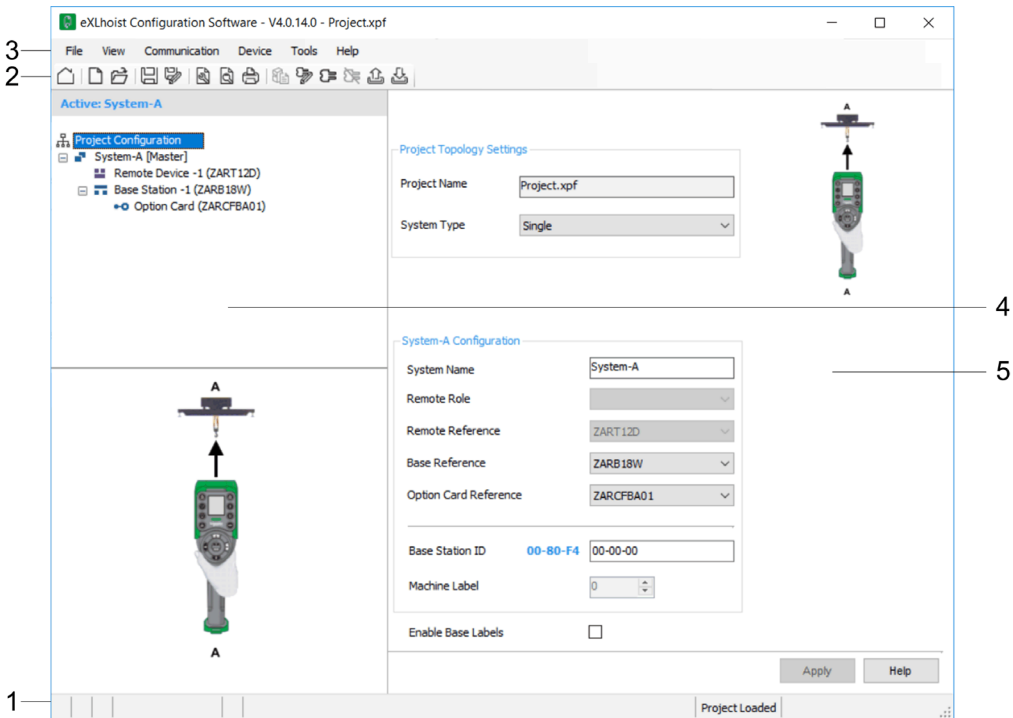 eXLhoist Configuration Software - V4.0.14.0 - Project.xpf
3
File View Communication Device Tools Help
2
Active: System-A
Project Configuration
System-A [Master]
Remote Device -1 (ZART12D)
Base Station -1 (ZARB18W)
Option Card (ZARCFBA01)
A
A
Project Topology Settings
Project Name Project.xpf
System Type Single
A
A
4
System-A Configuration
5
System Name System-A
Remote Role
Remote Reference ZART12D
Base Reference ZARB18W
Option Card Reference ZARCFBA01
Base Station ID 00-80-F4 00-00-00
Machine Label 0
Enable Base Labels
Apply Help
1
Project Loaded